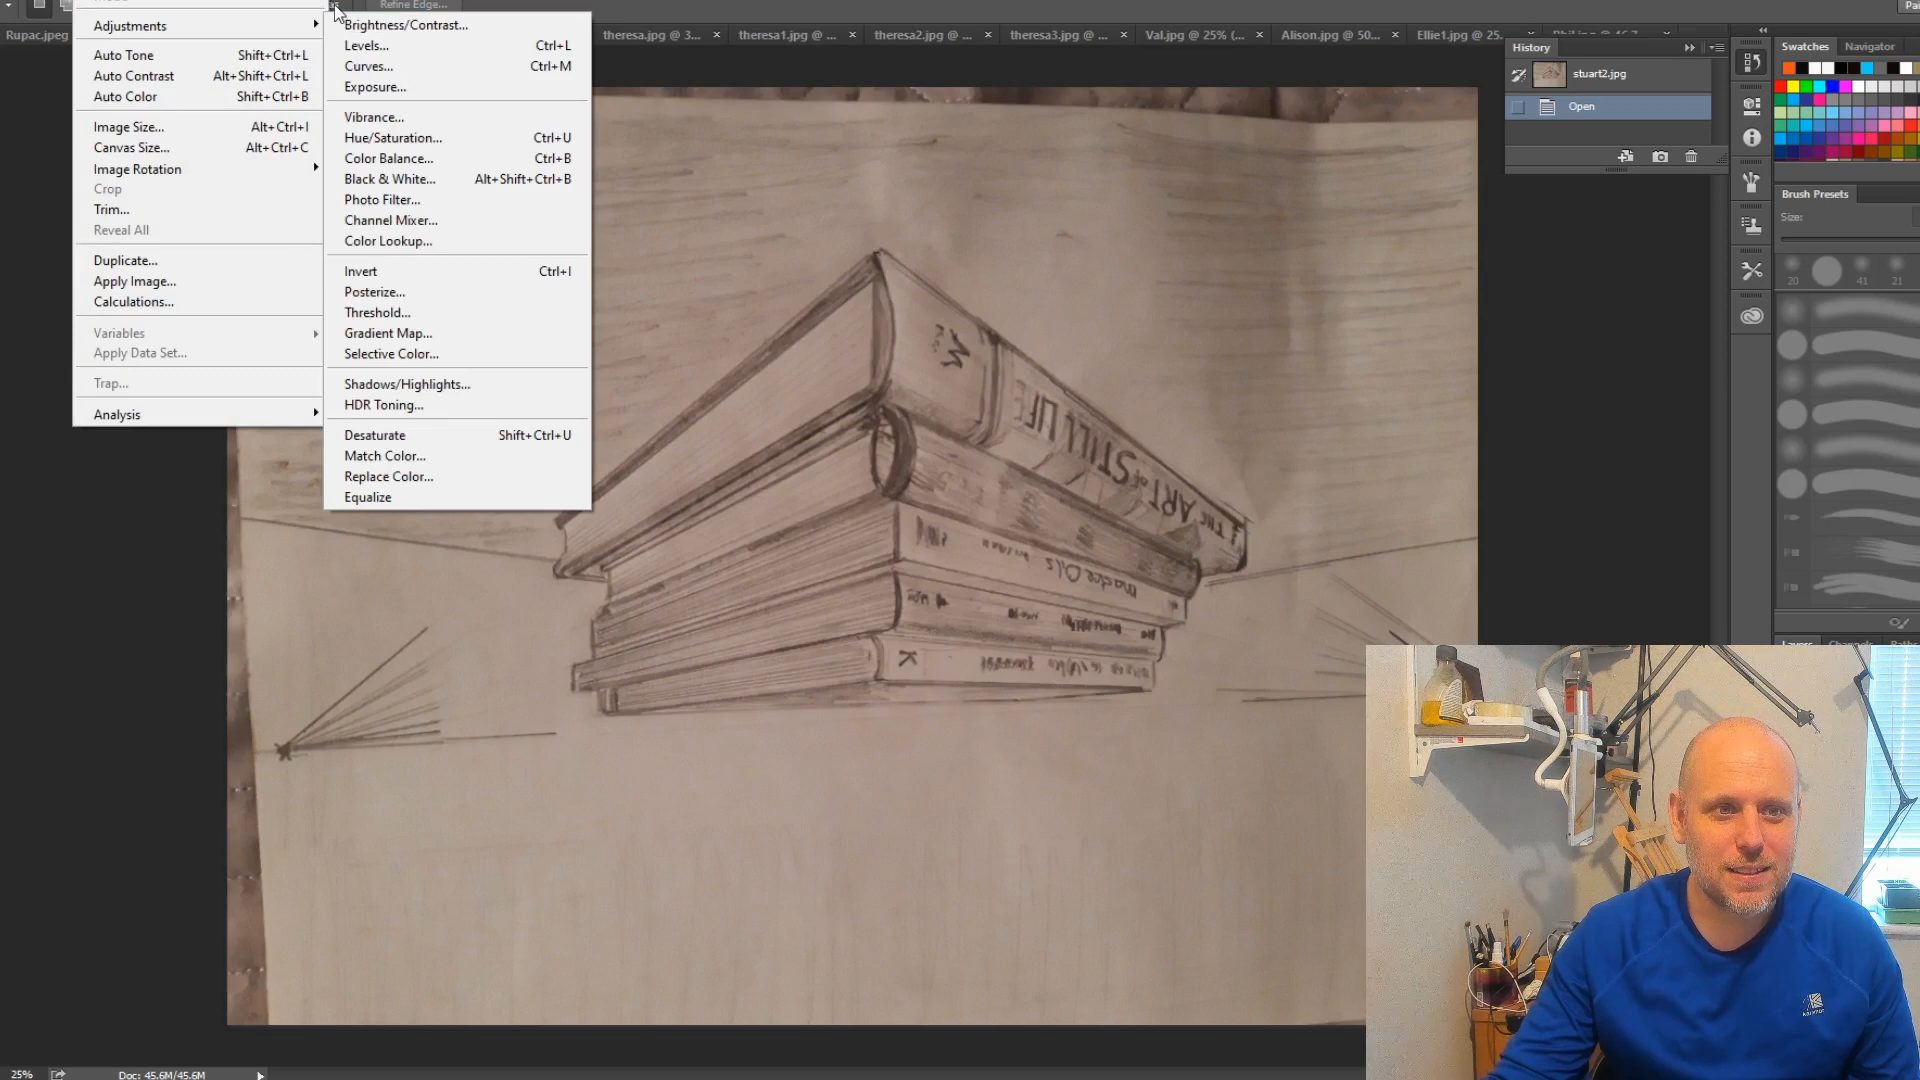 Refine Edge...
Rupac.jpeg
theresa.jpg @ 3... ×
theresa1.jpg @ ... ×
theresa2.jpg @ ... ×
theresa3.jpg @ ... ×
Val.jpg @ 25% (... ×
Alison.jpg @ 50... ×
Ellie1.jpg @ 25...
Adjustments
Auto Tone Shift+Ctrl+L
Auto Contrast Alt+Shift+Ctrl+L
Auto Color Shift+Ctrl+B
Image Size... Alt+Ctrl+I
Canvas Size... Alt+Ctrl+C
Image Rotation
Crop
Trim...
Reveal All
Duplicate...
Apply Image...
Calculations...
Variables
Apply Data Set...
Trap...
Analysis
Brightness/Contrast...
Levels... Ctrl+L
Curves... Ctrl+M
Exposure...
Vibrance...
Hue/Saturation... Ctrl+U
Color Balance... Ctrl+B
Black & White... Alt+Shift+Ctrl+B
Photo Filter...
Channel Mixer...
Color Lookup...
Invert Ctrl+I
Posterize...
Threshold...
Gradient Map...
Selective Color...
Shadows/Highlights...
HDR Toning...
Desaturate Shift+Ctrl+U
Match Color...
Replace Color...
Equalize
History
stuart2.jpg
Open
Swatches Navigator
Brush Presets
Size:
20 41 21
THE ART of STILL LIFE
K
25% Doc: 45.6M/45.6M